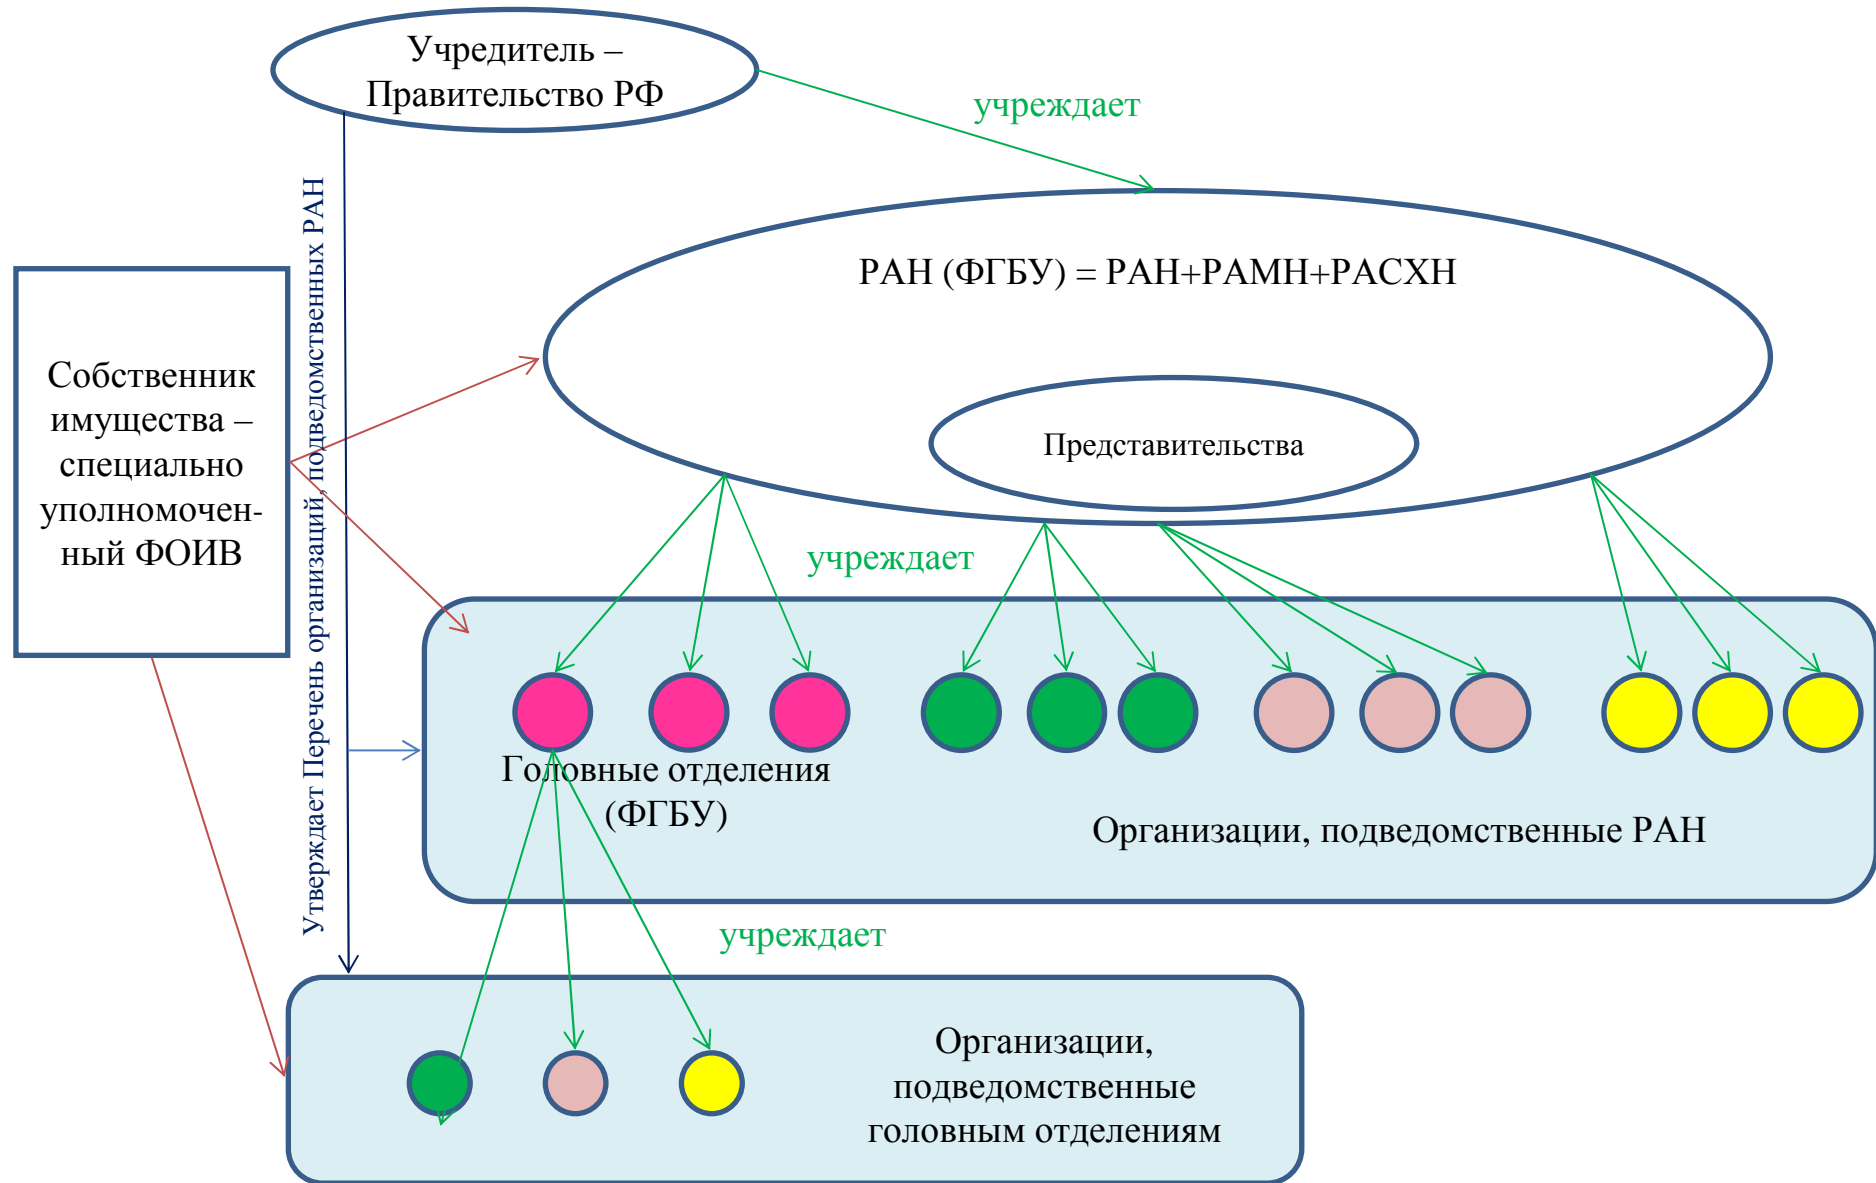 Учредитель –
Правительство РФ
учреждает
Утверждает Перечень организаций, подведомственных РАН
РАН (ФГБУ) = РАН+РАМН+РАСХН
Собственник
имущества –
специально
уполномочен-
ный ФОИВ
Представительства
учреждает
Головные отделения
(ФГБУ)
Организации, подведомственные РАН
учреждает
Организации,
подведомственные
головным отделениям